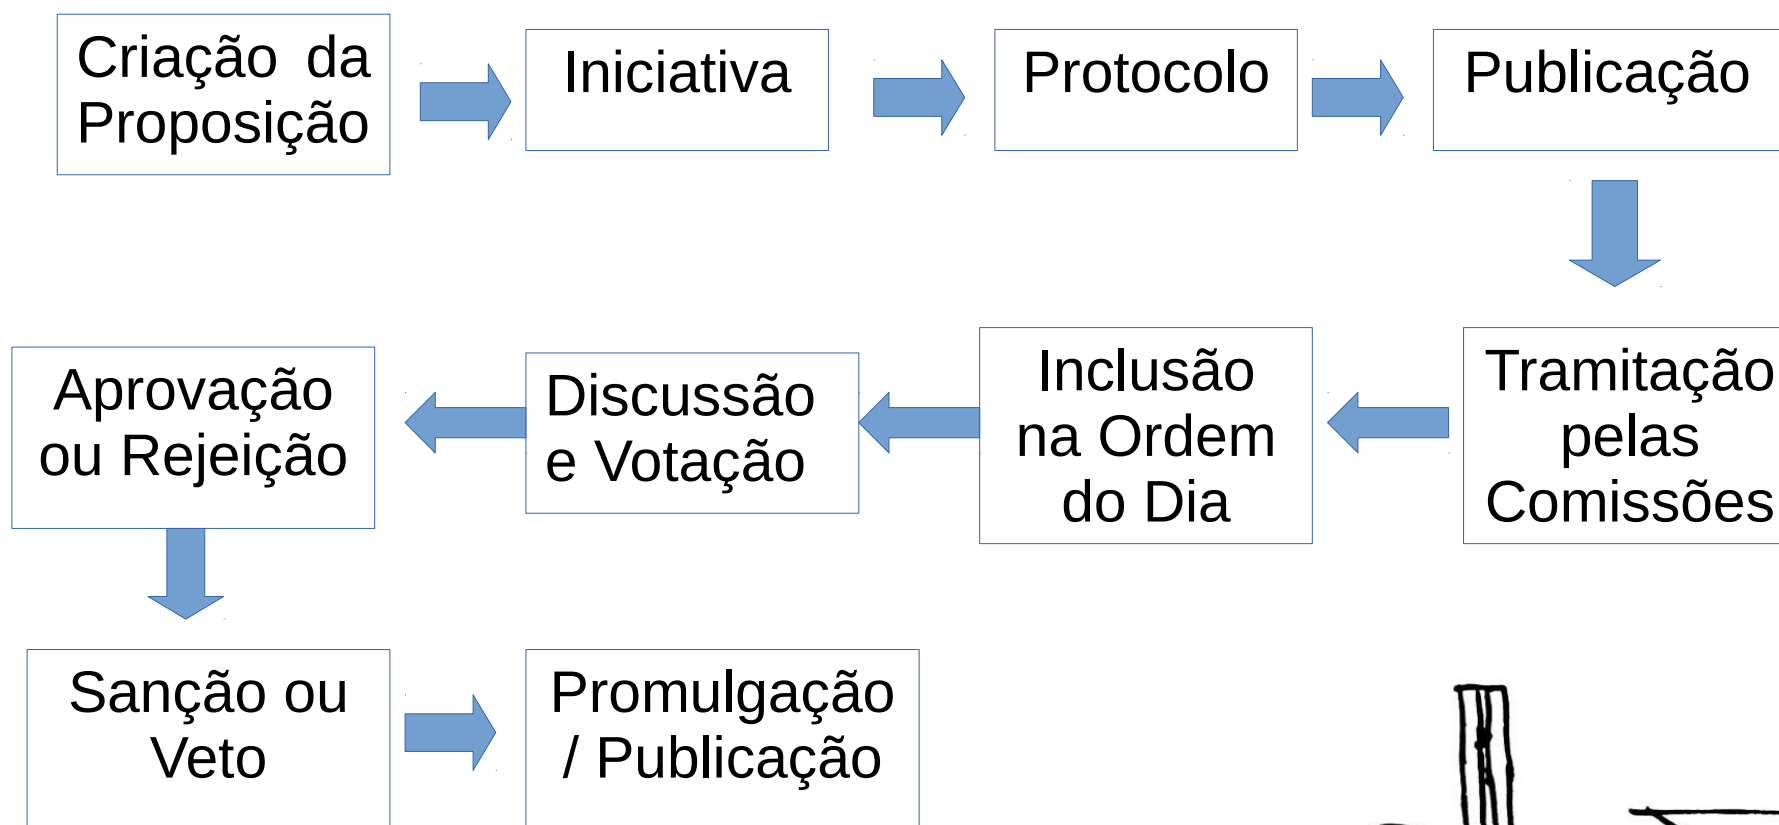 Criação da
Proposição
Iniciativa
Protocolo
Publicação
Tramitação
pelas
Comissões
Inclusão
na Ordem
do Dia
Discussão
e Votação
Aprovação
ou Rejeição
Sanção ou
Veto
Promulgação
/ Publicação